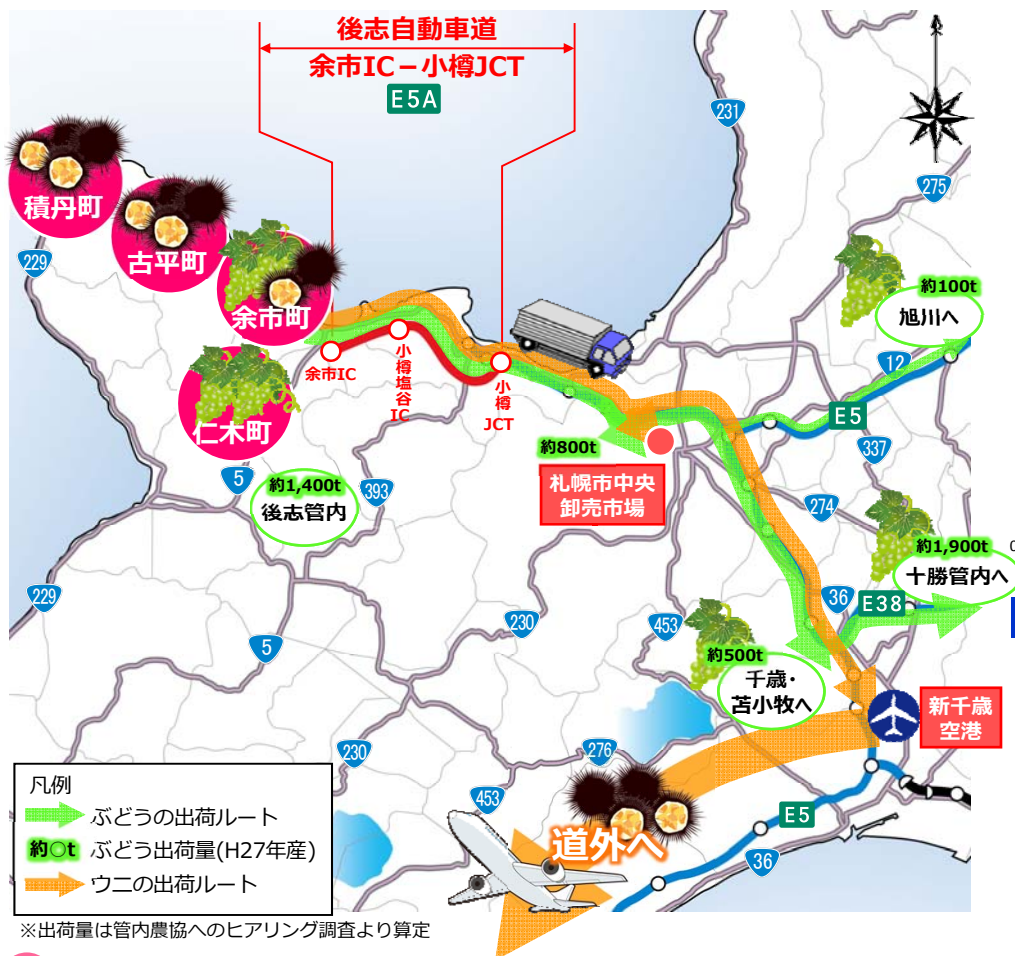 後志自動車道
余市IC－小樽JCT
E5A
231
275
積丹町
古平町
229
余市町
約100t
旭川へ
12
仁木町
余市IC
小樽塩谷IC
小樽JCT
E5
337
約800t
5
約1,400t
後志管内
393
札幌市中央
卸売市場
274
約1,900t
十勝管内へ
229
36
E38
230
453
5
約500t
千歳・
苫小牧へ
新千歳
空港
230
276
453
道外へ
E5
36
凡例
ぶどうの出荷ルート
約○t ぶどう出荷量(H27年産)
ウニの出荷ルート
※出荷量は管内農協へのヒアリング調査より算定